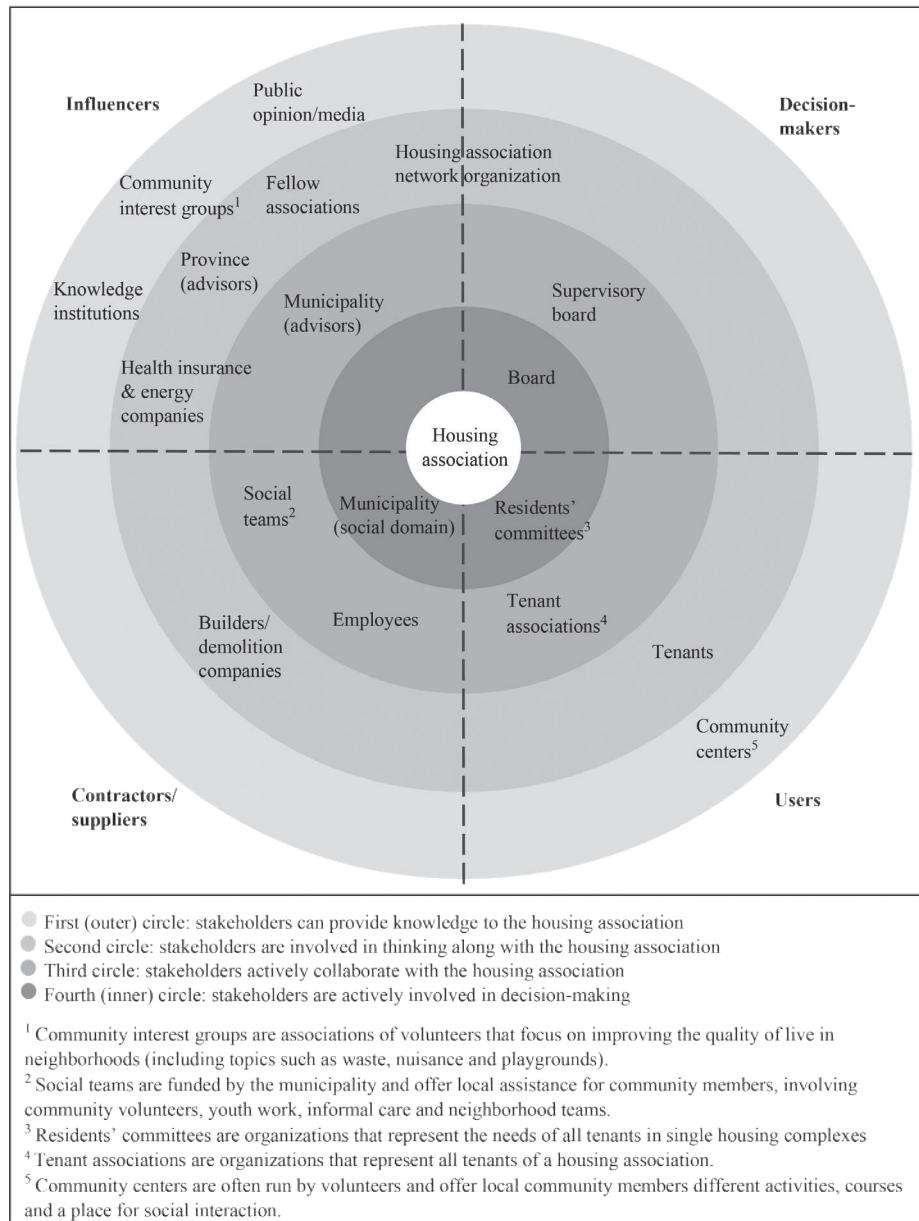 Influencers
Public
opinion/media
Decision-
makers
Housing association
network organization
Community
interest groups1
Fellow
associations
Province
(advisors)
Knowledge
institutions
Municipality
(advisors)
Supervisory
board
Health insurance
& energy
companies
Board
Housing
association
Social
teams2
Municipality
(social domain)
Residents'
committees3
Builders/
demolition
companies
Employees
Tenant
associations4
Tenants
Community
centers5
Contractors/
suppliers
Users
First (outer) circle: stakeholders can provide knowledge to the housing association
Second circle: stakeholders are involved in thinking along with the housing association
Third circle: stakeholders actively collaborate with the housing association
Fourth (inner) circle: stakeholders are actively involved in decision-making
1 Community interest groups are associations of volunteers that focus on improving the quality of live in
neighborhoods (including topics such as waste, nuisance and playgrounds).
2 Social teams are funded by the municipality and offer local assistance for community members, involving
community volunteers, youth work, informal care and neighborhood teams.
3 Residents' committees are organizations that represent the needs of all tenants in single housing complexes
4 Tenant associations are organizations that represent all tenants of a housing association.
5 Community centers are often run by volunteers and offer local community members different activities, courses
and a place for social interaction.